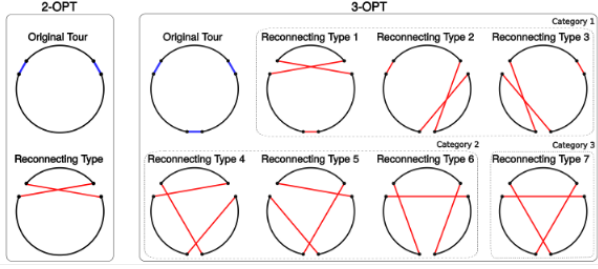 2-OPT
3-OPT
Category 1
Original Tour
Original Tour
Reconnecting Type 1
Reconnecting Type 2
Reconnecting Type 3
Category 2
Category 3
Reconnecting Type
Reconnecting Type 4
Reconnecting Type 5
Reconnecting Type 6
Reconnecting Type 7